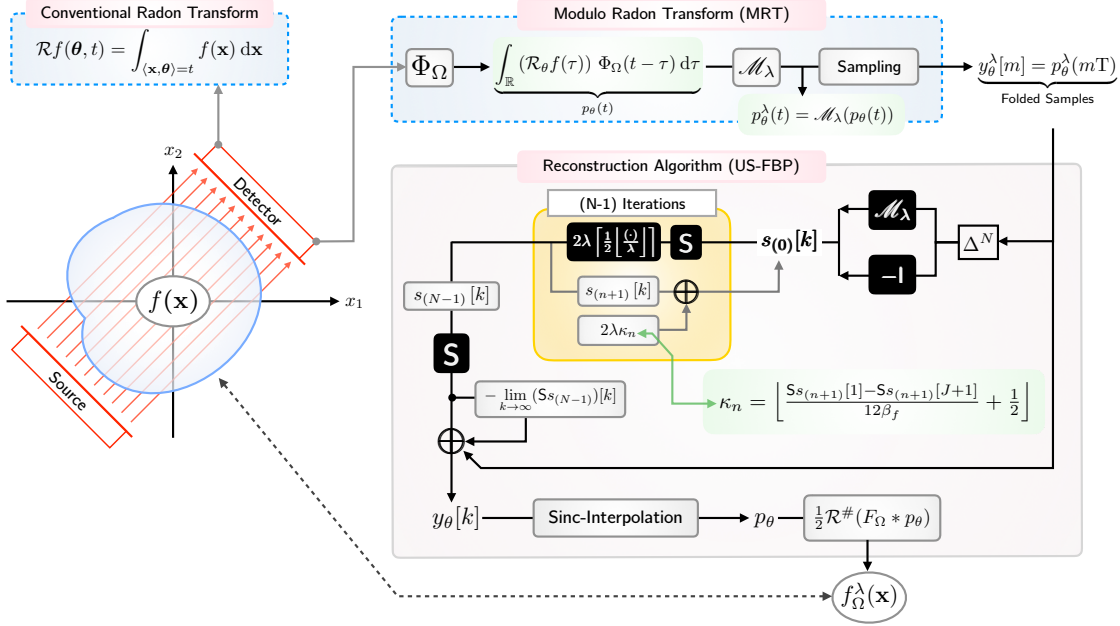 Conventional Radon Transform
ℛf(𝜽, t) = ∫_{⟨𝐱,𝜽⟩=t} f(𝐱) d𝐱
x₂
Detector
f(𝐱)
x₁
Source
Modulo Radon Transform (MRT)
Φ_Ω
∫_ℝ (ℛ_θ f(τ)) Φ_Ω(t − τ) dτ
p_θ(t)
ℳ_λ
Sampling
p_θ^λ(t) = ℳ_λ(p_θ(t))
y_θ^λ[m] = p_θ^λ(mT)
Folded Samples
Reconstruction Algorithm (US-FBP)
(N-1) Iterations
2λ⌈½⌊(·)/λ⌋⌉
S
s_(0)[k]
ℳ_λ
−I
Δ^N
s_(N−1)[k]
s_(n+1)[k]
⊕
2λκ_n
S
− lim_{k→∞} (Ss_(N−1))[k]
κ_n = ⌊(Ss_(n+1)[1]−Ss_(n+1)[J+1])/(12β_f) + ½⌋
⊕
y_θ[k]
Sinc-Interpolation
p_θ
½ℛ^#(F_Ω ∗ p_θ)
f_Ω^λ(𝐱)